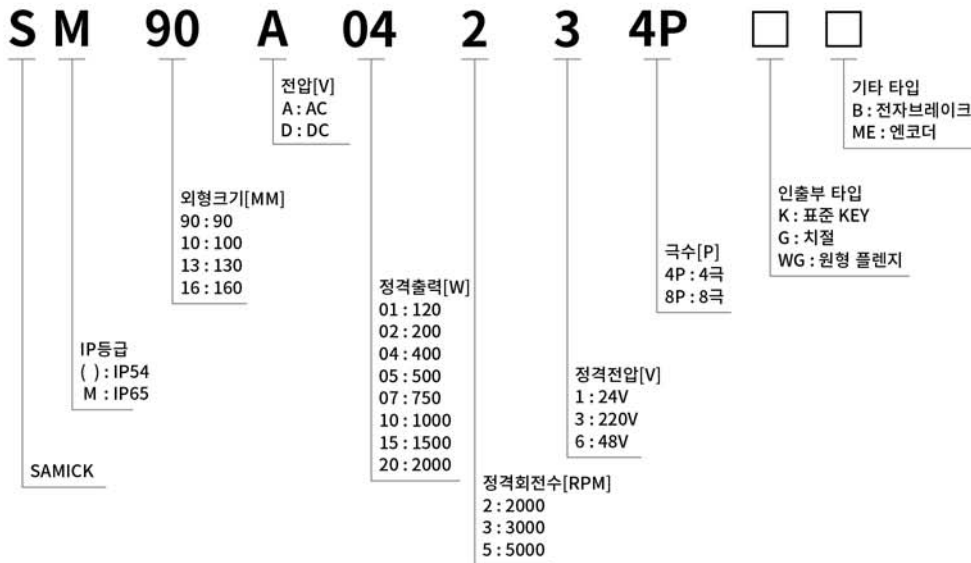 S M 90 A 04 2 3 4P □ □
전압[V]
A : AC
D : DC
기타 타입
B : 전자브레이크
ME : 엔코더
외형크기[MM]
90 : 90
10 : 100
13 : 130
16 : 160
인출부 타입
K : 표준 KEY
G : 치절
WG : 원형 플렌지
극수[P]
4P : 4극
8P : 8극
정격출력[W]
01 : 120
02 : 200
04 : 400
05 : 500
07 : 750
10 : 1000
15 : 1500
20 : 2000
IP등급
( ) : IP54
M : IP65
정격전압[V]
1 : 24V
3 : 220V
6 : 48V
SAMICK
정격회전수[RPM]
2 : 2000
3 : 3000
5 : 5000